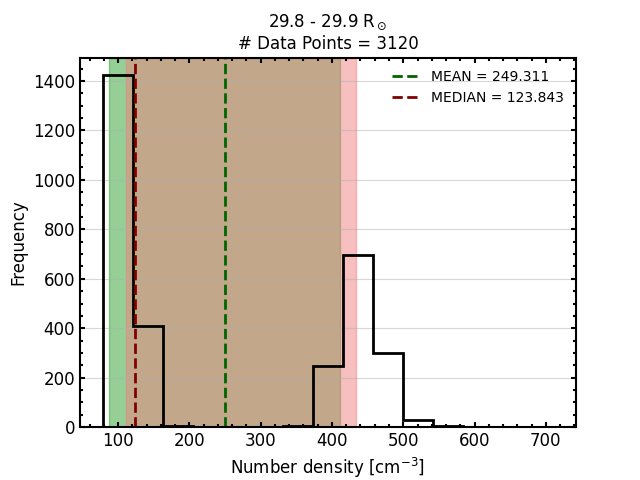 29.8 - 29.9 R⊙
# Data Points = 3120
MEAN = 249.311
MEDIAN = 123.843
Frequency
1400
1200
1000
800
600
400
200
0
100 200 300 400 500 600 700
Number density [cm⁻³]